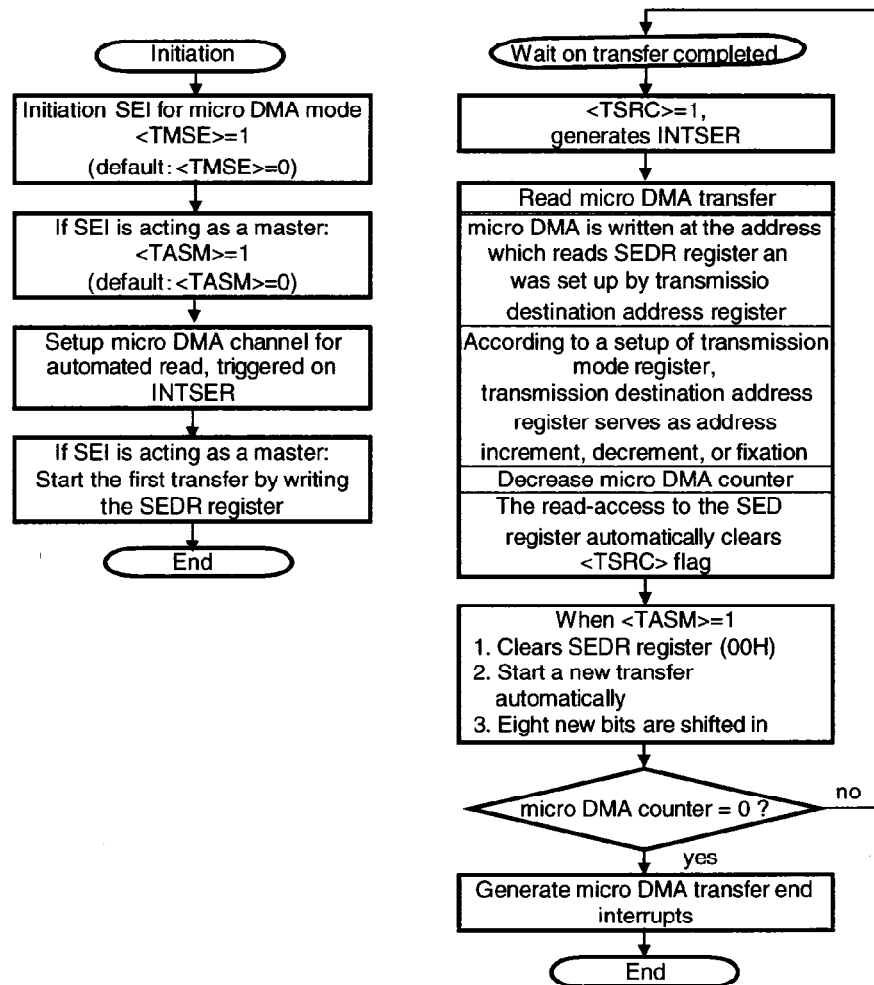 Initiation
Initiation SEI for micro DMA mode
<TMSE>=1
(default:<TMSE>=0)
If SEI is acting as a master:
<TASM>=1
(default:<TASM>=0)
Setup micro DMA channel for
automated read, triggered on
INTSER
If SEI is acting as a master:
Start the first transfer by writing
the SEDR register
End
Wait on transfer completed
<TSRC>=1,
generates INTSER
Read micro DMA transfer
micro DMA is written at the address
which reads SEDR register an
was set up by transmissio
destination address register
According to a setup of transmission
mode register,
transmission destination address
register serves as address
increment, decrement, or fixation
Decrease micro DMA counter
The read-access to the SED
register automatically clears
<TSRC> flag
When <TASM>=1
1. Clears SEDR register (00H)
2. Start a new transfer
automatically
3. Eight new bits are shifted in
micro DMA counter = 0 ?
no
yes
Generate micro DMA transfer end
interrupts
End